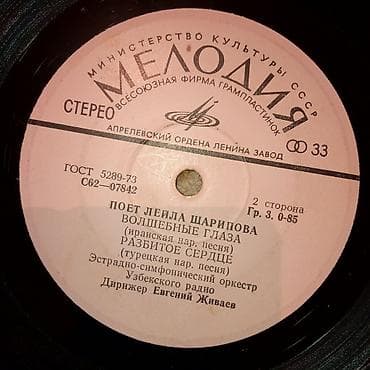 МИНИСТЕРСТВО КУЛЬТУРЫ СССР
МЕЛОДИЯ
ВСЕСОЮЗНАЯ ФИРМА ГРАМПЛАСТИНОК
СТЕРЕО
33
АПРЕЛЕВСКИЙ ОРДЕНА ЛЕНИНА ЗАВОД
ГОСТ 5289-73
С62—07842
2 сторона
Гр. 3. 0-85
ПОЕТ ЛЕЙЛА ШАРИПОВА
ВОЛШЕБНЫЕ ГЛАЗА
(иранская нар. песня)
РАЗБИТОЕ СЕРДЦЕ
(турецкая нар. песня)
Эстрадно-симфонический оркестр
Узбекского радио
Дирижер Евгений Живаев